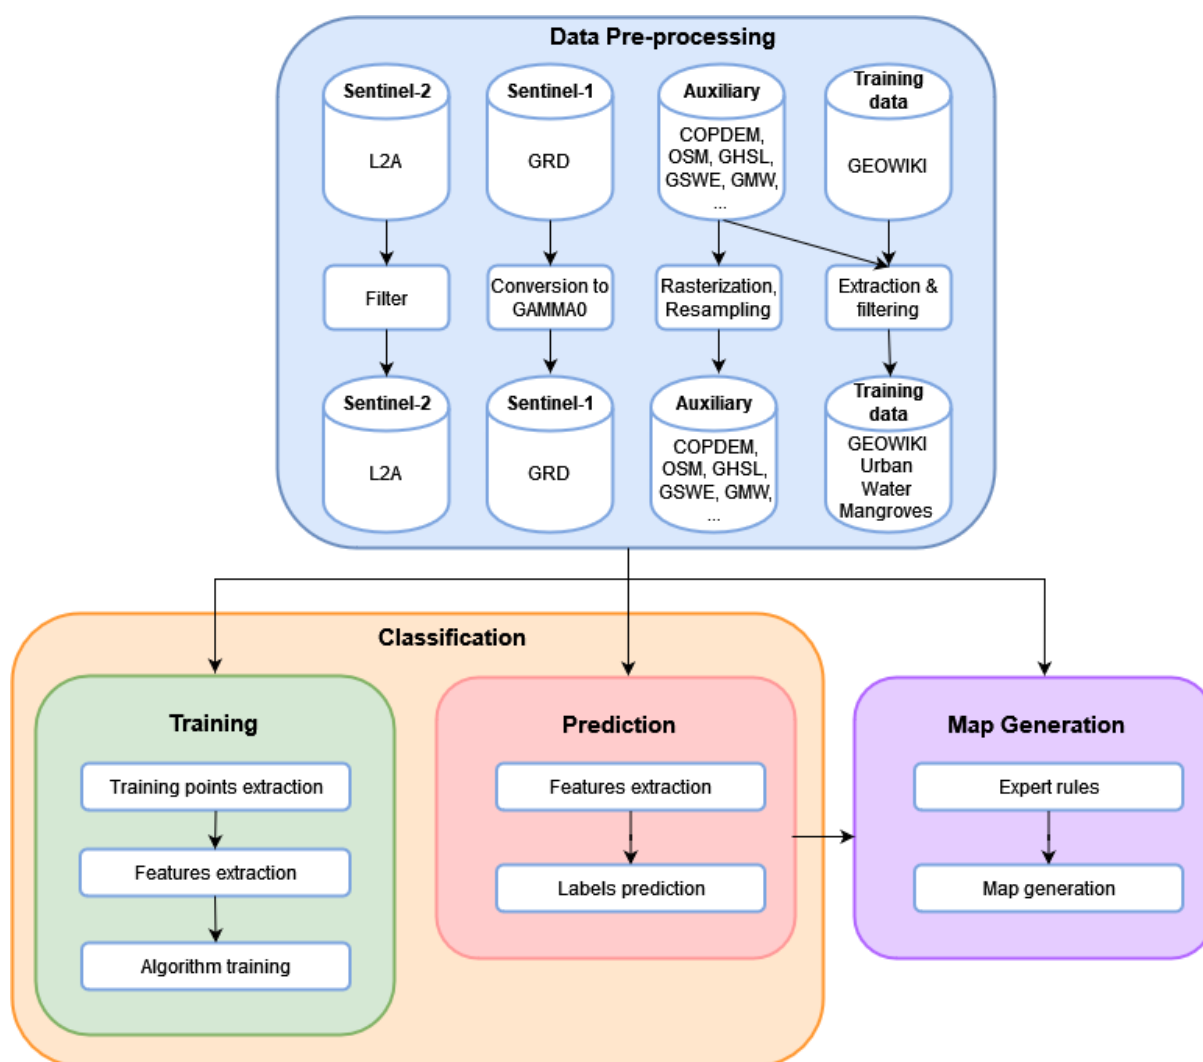 Data Pre-processing
Sentinel-2
L2A
Sentinel-1
GRD
Auxiliary
COPDEM,
OSM, GHSL,
GSWE, GMW,
...
Training
data
GEOWIKI
Filter
Conversion to
GAMMA0
Rasterization,
Resampling
Extraction &
filtering
Sentinel-2
L2A
Sentinel-1
GRD
Auxiliary
COPDEM,
OSM, GHSL,
GSWE, GMW,
...
Training
data
GEOWIKI
Urban
Water
Mangroves
Classification
Training
Training points extraction
Features extraction
Algorithm training
Prediction
Features extraction
Labels prediction
Map Generation
Expert rules
Map generation